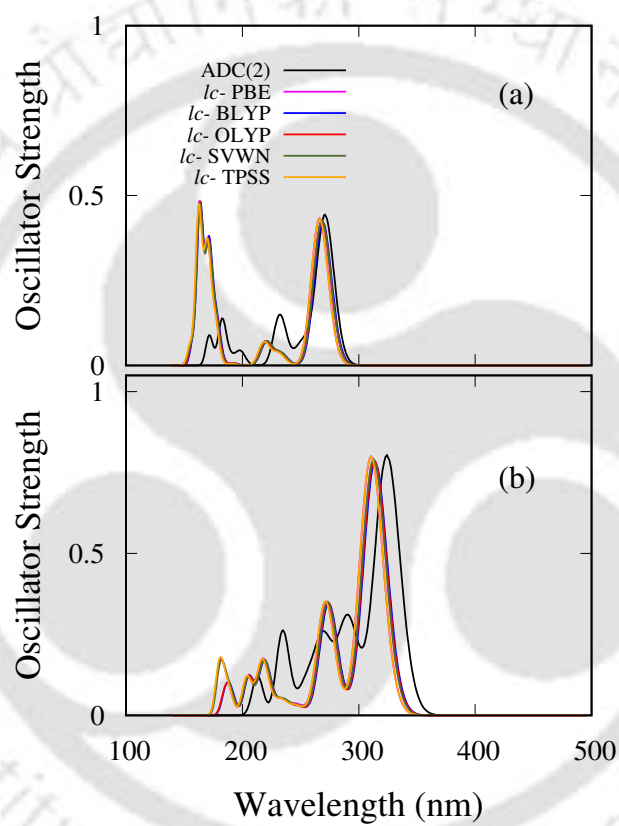 1
ADC(2)
lc- PBE
(a)
lc- BLYP
lc- OLYP
lc- SVWN
lc- TPSS
0.5
Oscillator Strength
0
1
(b)
0.5
Oscillator Strength
0
100 200 300 400 500
Wavelength (nm)